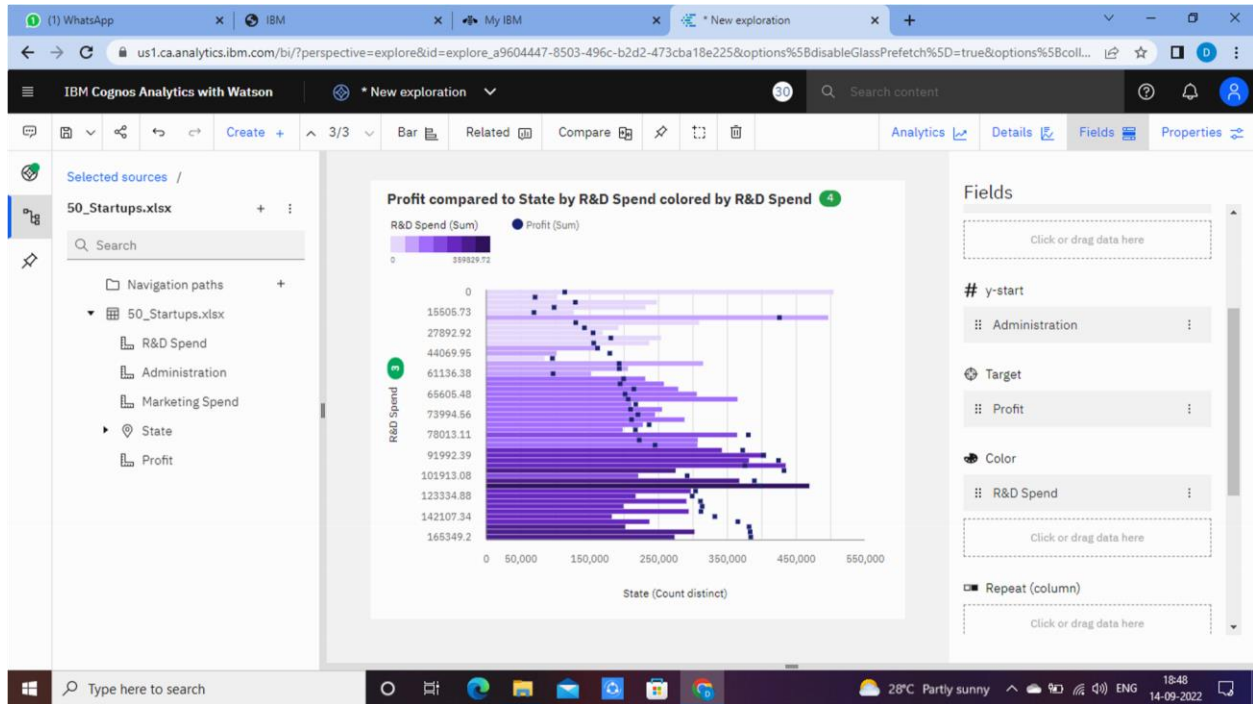 (1) WhatsApp
IBM
My IBM
* New exploration
us1.ca.analytics.ibm.com/bi/?perspective=explore&id=explore_a9604447-8503-496c-b2d2-473cba18e225&options%5BdisableGlassPrefetch%5D=true&options%5Bcoll...
D
IBM Cognos Analytics with Watson
* New exploration
30
Search content
Create +
3/3
Bar
Related
Compare
Analytics
Details
Fields
Properties
Selected sources /
50_Startups.xlsx
Search
Navigation paths
50_Startups.xlsx
R&D Spend
Administration
Marketing Spend
State
Profit
Profit compared to State by R&D Spend colored by R&D Spend 4
R&D Spend (Sum)
Profit (Sum)
0 389829.72
3
R&D Spend
0
15505.73
27892.92
44069.95
61136.38
65605.48
73994.56
78013.11
91992.39
101913.08
123334.88
142107.34
165349.2
0 50,000 150,000 250,000 350,000 450,000 550,000
State (Count distinct)
Fields
Click or drag data here
# y-start
Administration
Target
Profit
Color
R&D Spend
Click or drag data here
Repeat (column)
Click or drag data here
Type here to search
28°C Partly sunny
ENG
18:48
14-09-2022